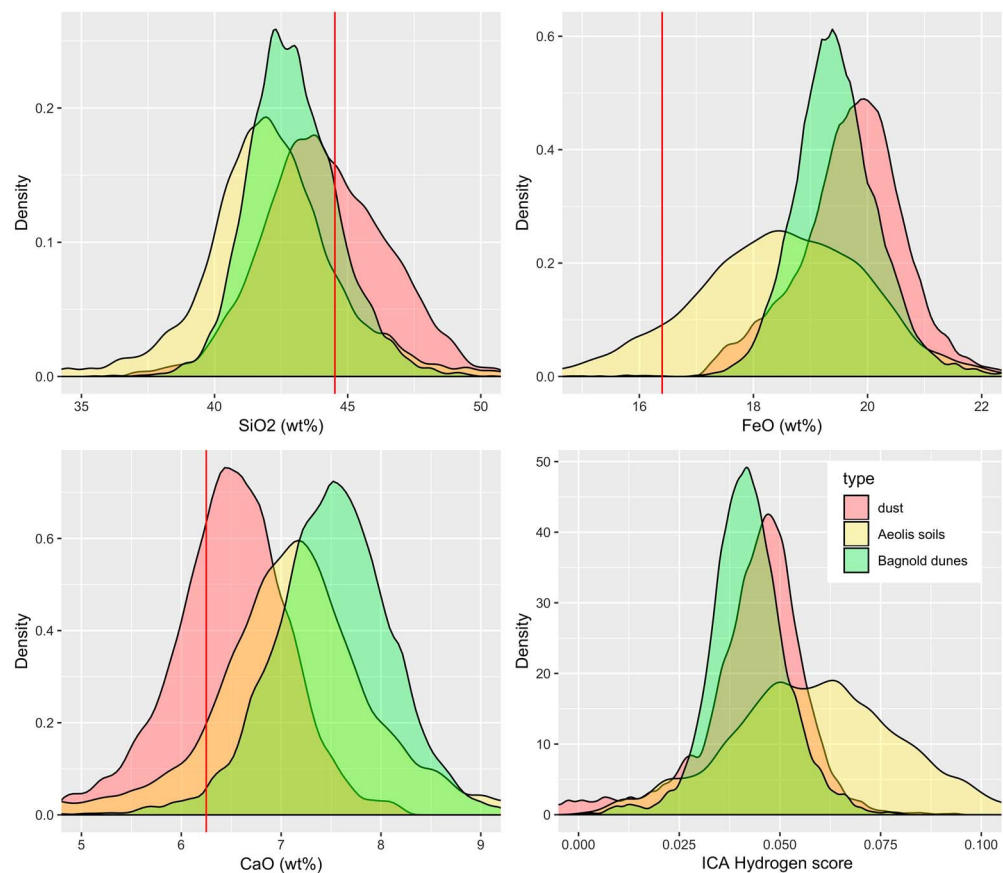 Density
0.2
0.1
0.0
35
40
45
50
SiO2 (wt%)
Density
0.6
0.4
0.2
0.0
16
18
20
22
FeO (wt%)
Density
0.6
0.4
0.2
0.0
5
6
7
8
9
CaO (wt%)
Density
50
40
30
20
10
0
0.000
0.025
0.050
0.075
0.100
ICA Hydrogen score
type
dust
Aeolis soils
Bagnold dunes